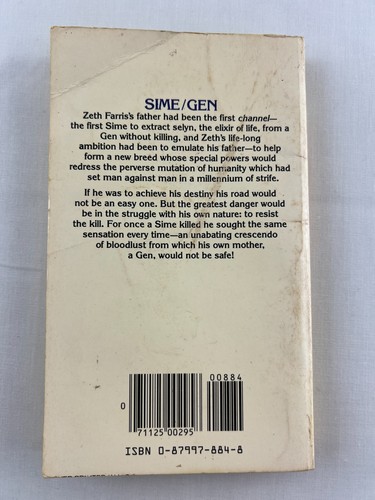 SIME/GEN
Zeth Farris's father had been the first channel—
the first Sime to extract selyn, the elixir of life, from a
Gen without killing, and Zeth's life-long
ambition had been to emulate his father—to help
form a new breed whose special powers would
redress the perverse mutation of humanity which had
set man against man in a millennium of strife.
If he was to achieve his destiny his road would
not be an easy one. But the greatest danger would
be in the struggle with his own nature: to resist
the kill. For once a Sime killed he sought the same
sensation every time—an unabating crescendo
of bloodlust from which his own mother,
a Gen, would not be safe!
00884
0
71125 00295
ISBN 0-87997-884-8